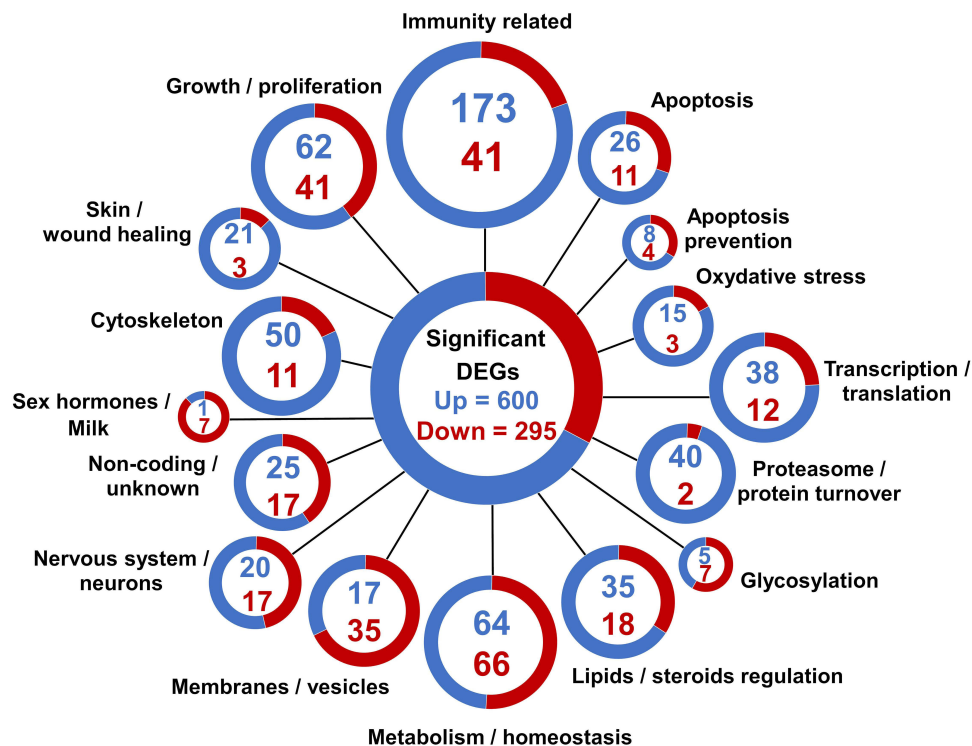 Immunity related
173
41
Apoptosis
26
11
Apoptosis
prevention
8
4
Oxydative stress
15
3
Transcription /
translation
38
12
Proteasome /
protein turnover
40
2
Glycosylation
5
7
Lipids / steroids regulation
35
18
Metabolism / homeostasis
64
66
Membranes / vesicles
17
35
Nervous system /
neurons
20
17
Non-coding /
unknown
25
17
Sex hormones /
Milk
1
7
Cytoskeleton
50
11
Skin /
wound healing
21
3
Growth / proliferation
62
41
Significant
DEGs
Up = 600
Down = 295